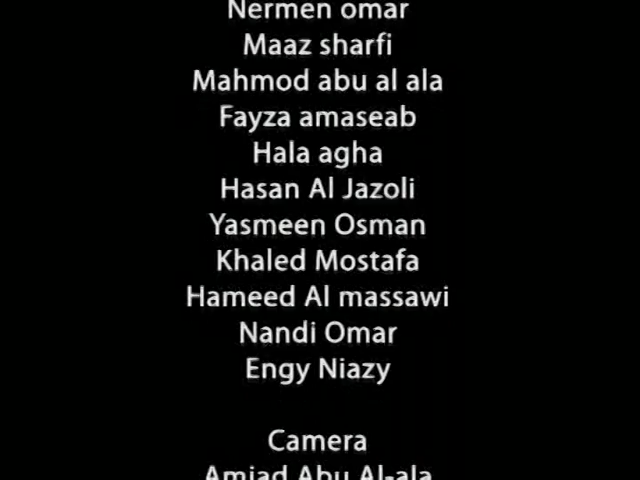 Nermen omar
Maaz sharfi
Mahmod abu al ala
Fayza amaseab
Hala agha
Hasan Al Jazoli
Yasmeen Osman
Khaled Mostafa
Hameed Al massawi
Nandi Omar
Engy Niazy
Camera
Amjad Abu Al-ala